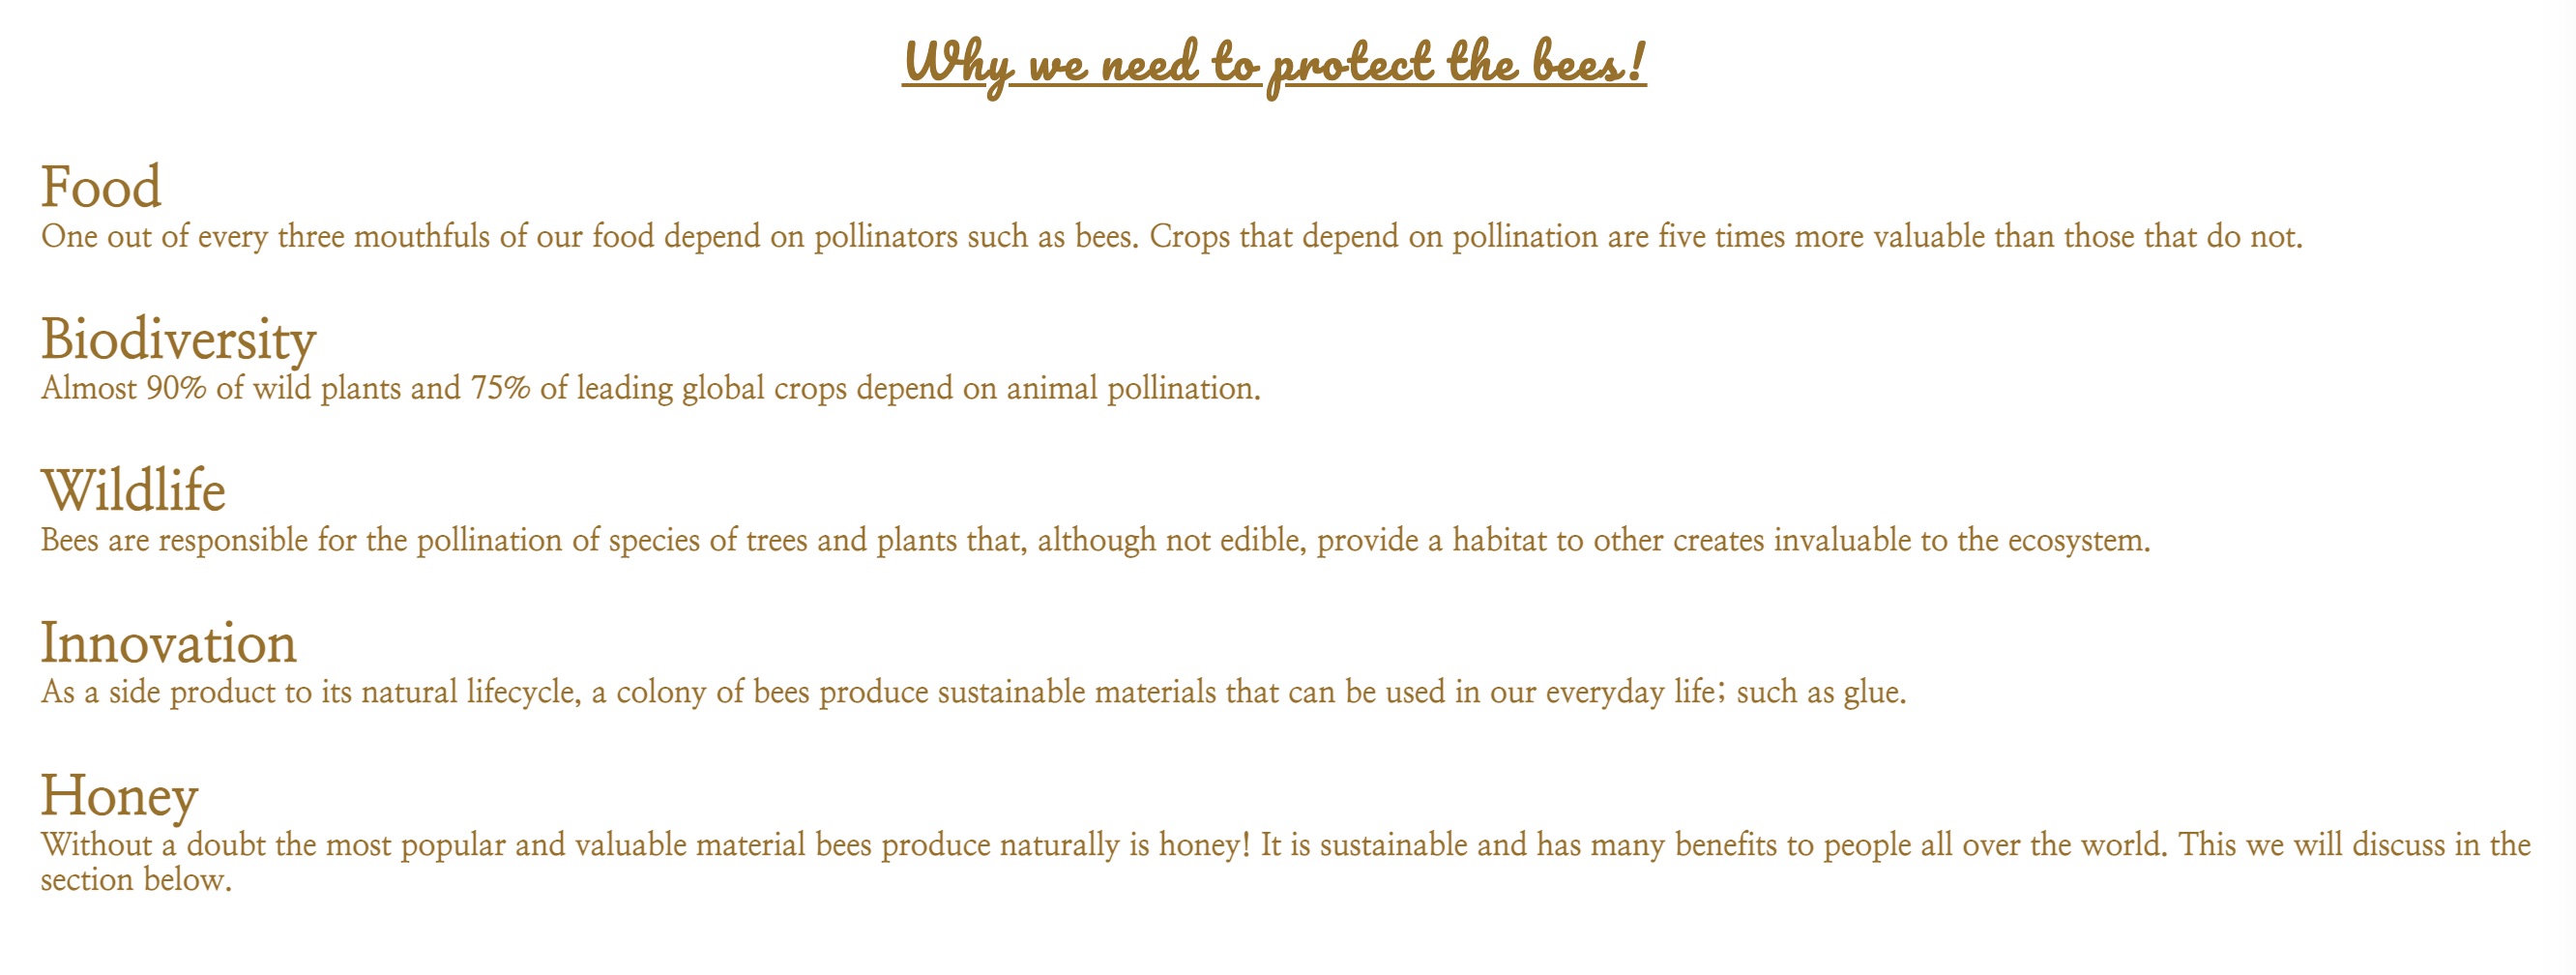 Why we need to protect the bees!
Food
One out of every three mouthfuls of our food depend on pollinators such as bees. Crops that depend on pollination are five times more valuable than those that do not.
Biodiversity
Almost 90% of wild plants and 75% of leading global crops depend on animal pollination.
Wildlife
Bees are responsible for the pollination of species of trees and plants that, although not edible, provide a habitat to other creates invaluable to the ecosystem.
Innovation
As a side product to its natural lifecycle, a colony of bees produce sustainable materials that can be used in our everyday life; such as glue.
Honey
Without a doubt the most popular and valuable material bees produce naturally is honey! It is sustainable and has many benefits to people all over the world. This we will discuss in the
section below.